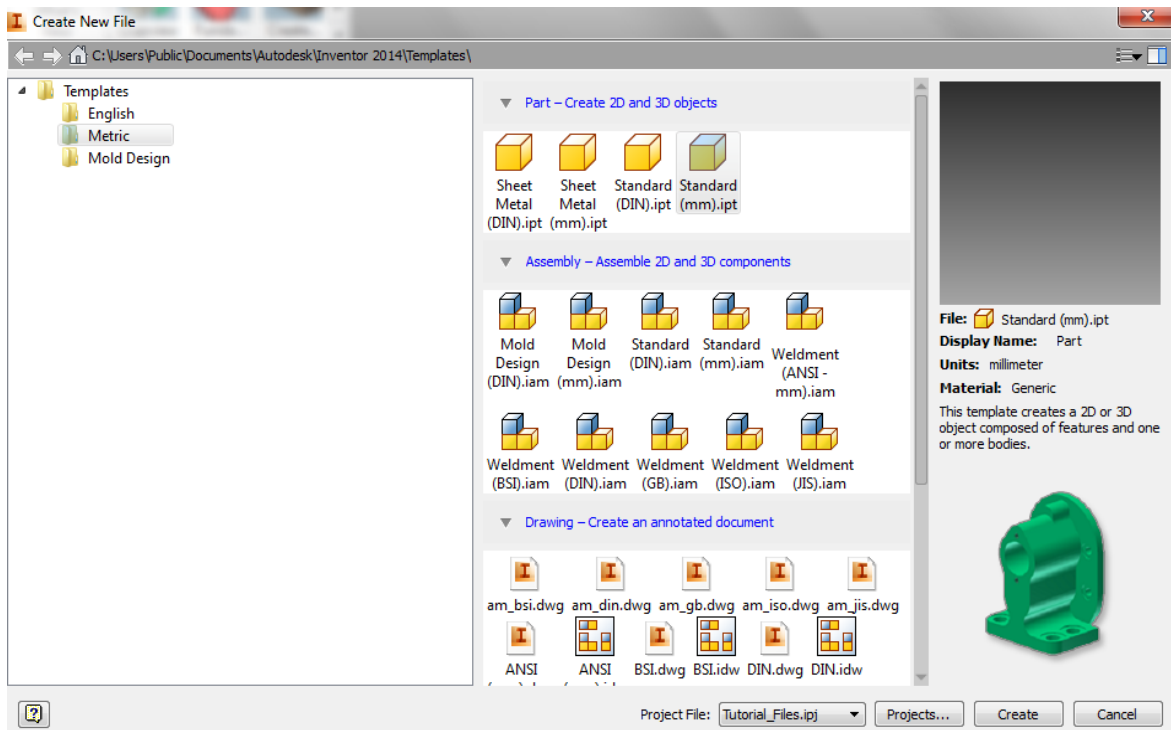 Create New File
C:\Users\Public\Documents\Autodesk\Inventor 2014\Templates\
Templates
English
Metric
Mold Design
Part – Create 2D and 3D objects
Sheet Metal (DIN).ipt
Sheet Metal (mm).ipt
Standard (DIN).ipt
Standard (mm).ipt
Assembly – Assemble 2D and 3D components
Mold Design (DIN).iam
Mold Design (mm).iam
Standard (DIN).iam
Standard (mm).iam
Weldment (ANSI - mm).iam
Weldment (BSI).iam
Weldment (DIN).iam
Weldment (GB).iam
Weldment (ISO).iam
Weldment (JIS).iam
Drawing – Create an annotated document
am_bsi.dwg am_din.dwg am_gb.dwg am_iso.dwg am_jis.dwg
ANSI ANSI BSI.dwg BSI.idw DIN.dwg DIN.idw
File: Standard (mm).ipt
Display Name: Part
Units: millimeter
Material: Generic
This template creates a 2D or 3D
object composed of features and one
or more bodies.
Project File: Tutorial_Files.ipj Projects... Create Cancel